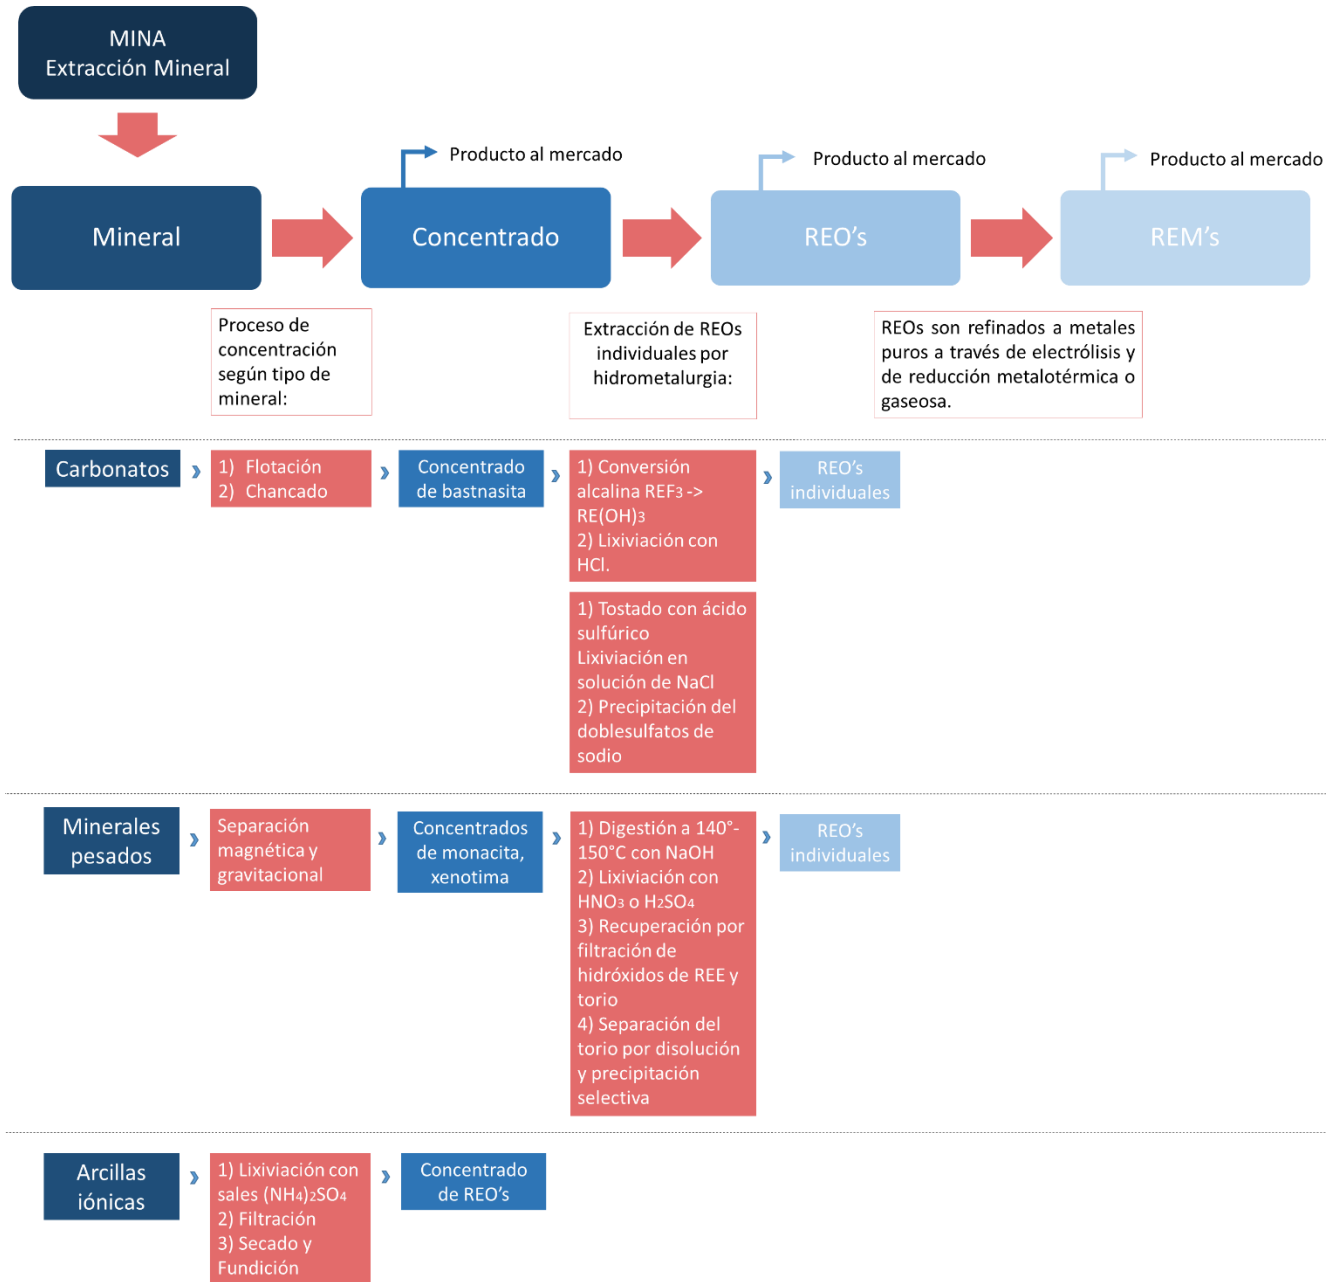 MINA
Extracción Mineral
Producto al mercado
Producto al mercado
Producto al mercado
Mineral
Concentrado
REO's
REM's
Proceso de
concentración
según tipo de
mineral:
Extracción de REOs
individuales por
hidrometalurgia:
REOs son refinados a metales
puros a través de electrólisis y
de reducción metalotérmica o
gaseosa.
Carbonatos
1) Flotación
2) Chancado
Concentrado
de bastnasita
1) Conversión
alcalina REF3 ->
RE(OH)3
2) Lixiviación con
HCl.
REO's
individuales
1) Tostado con ácido
sulfúrico
Lixiviación en
solución de NaCl
2) Precipitación del
doblesulfatos de
sodio
Minerales
pesados
Separación
magnética y
gravitacional
Concentrados
de monacita,
xenotima
1) Digestión a 140°-
150°C con NaOH
2) Lixiviación con
HNO3 o H2SO4
3) Recuperación por
filtración de
hidróxidos de REE y
torio
4) Separación del
torio por disolución
y precipitación
selectiva
REO's
individuales
Arcillas
iónicas
1) Lixiviación con
sales (NH4)2SO4
2) Filtración
3) Secado y
Fundición
Concentrado
de REO's